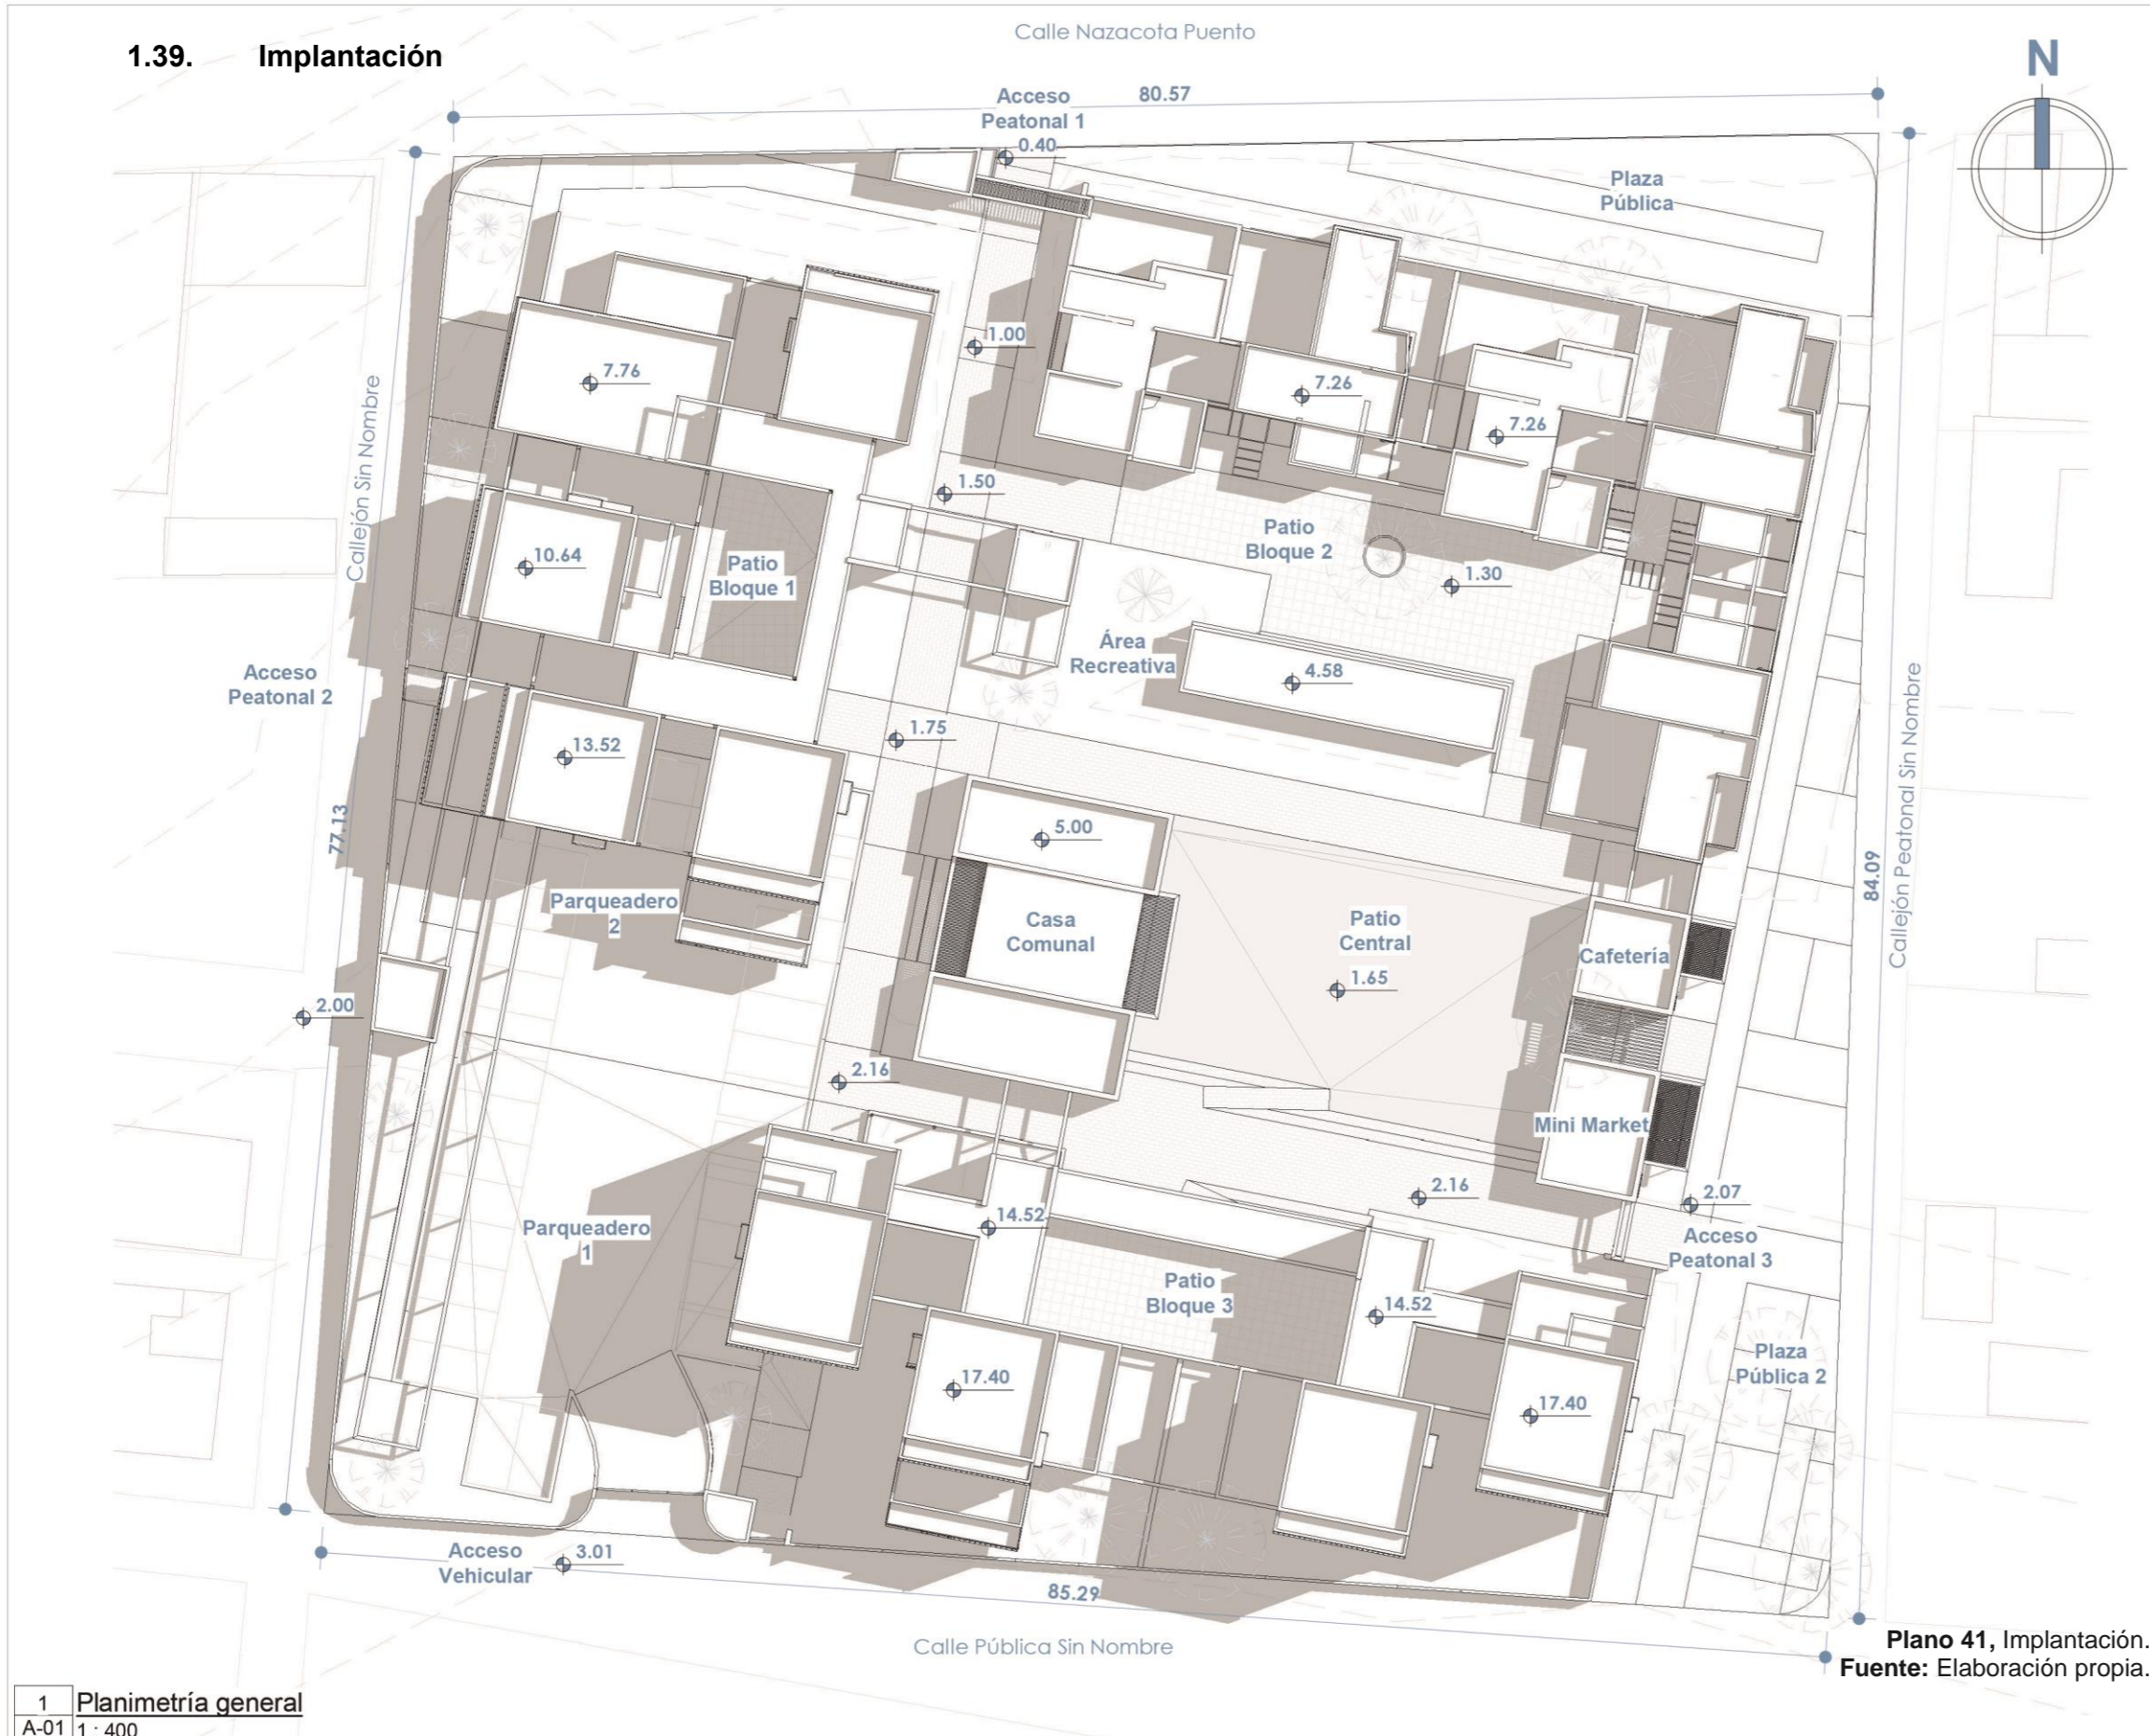 Calle Nazacota Puento
1.39. Implantación
N
Acceso
Peatonal 1
80.57
0.40
Plaza
Pública
1.00
7.76
7.26
7.26
Callejón Sin Nombre
1.50
Patio
Bloque 2
10.64
Patio
Bloque 1
1.30
Área
Recreativa
4.58
Acceso
Peatonal 2
Callejón Peatonal Sin Nombre
13.52
1.75
77.13
5.00
84.09
Parqueadero
2
Casa
Comunal
Patio
Central
Cafetería
1.65
2.00
2.16
Mini Market
2.16
2.07
Parqueadero
1
14.52
Acceso
Peatonal 3
Patio
Bloque 3
14.52
Plaza
Pública 2
17.40
17.40
Acceso
Vehicular
3.01
85.29
Calle Pública Sin Nombre
Plano 41, Implantación.
Fuente: Elaboración propia.
1 Planimetría general
A-01 1 : 400